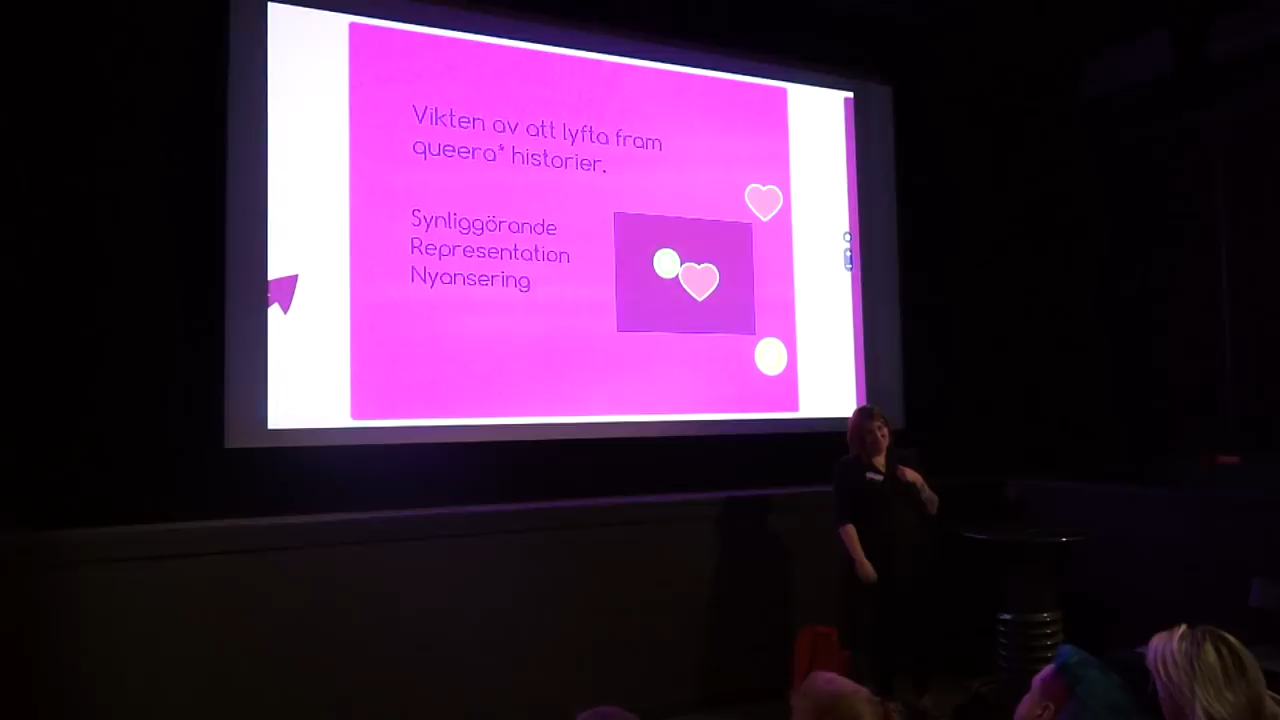 Vikten av att lyfta fram
queera* historier.
Synliggörande
Representation
Nyansering